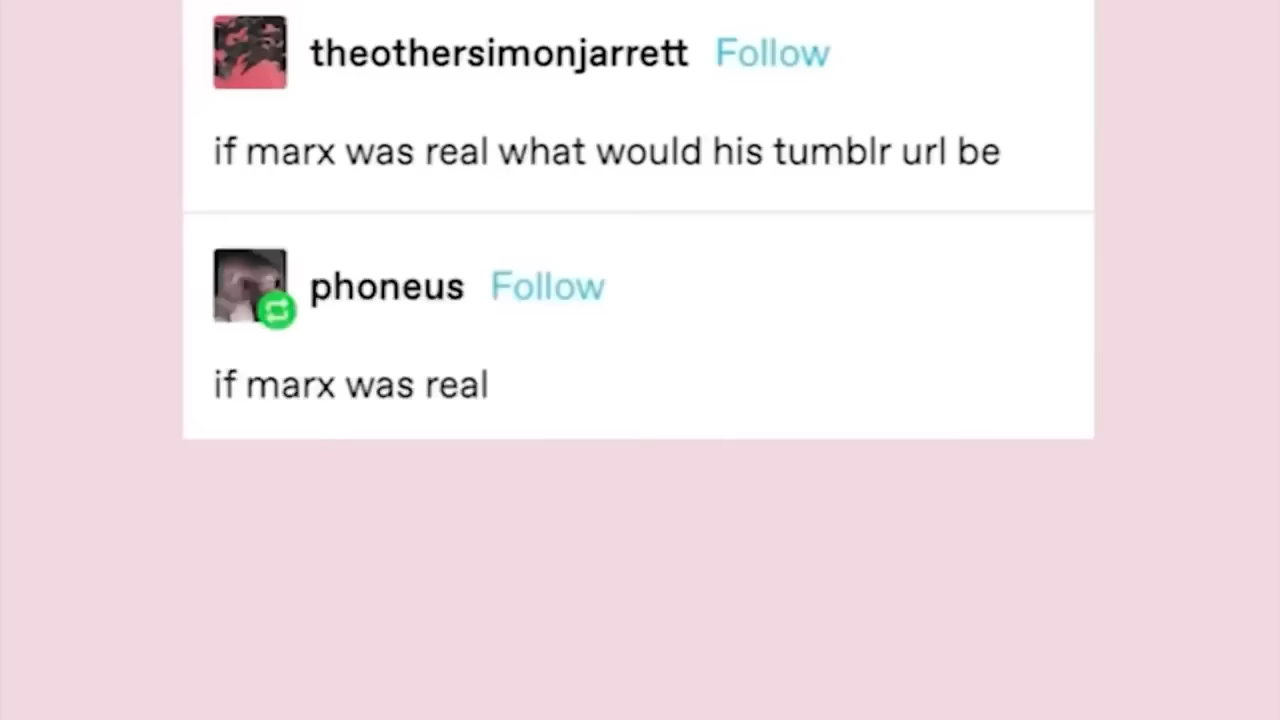 theothersimonjarrett Follow
if marx was real what would his tumblr url be
phoneus Follow
if marx was real